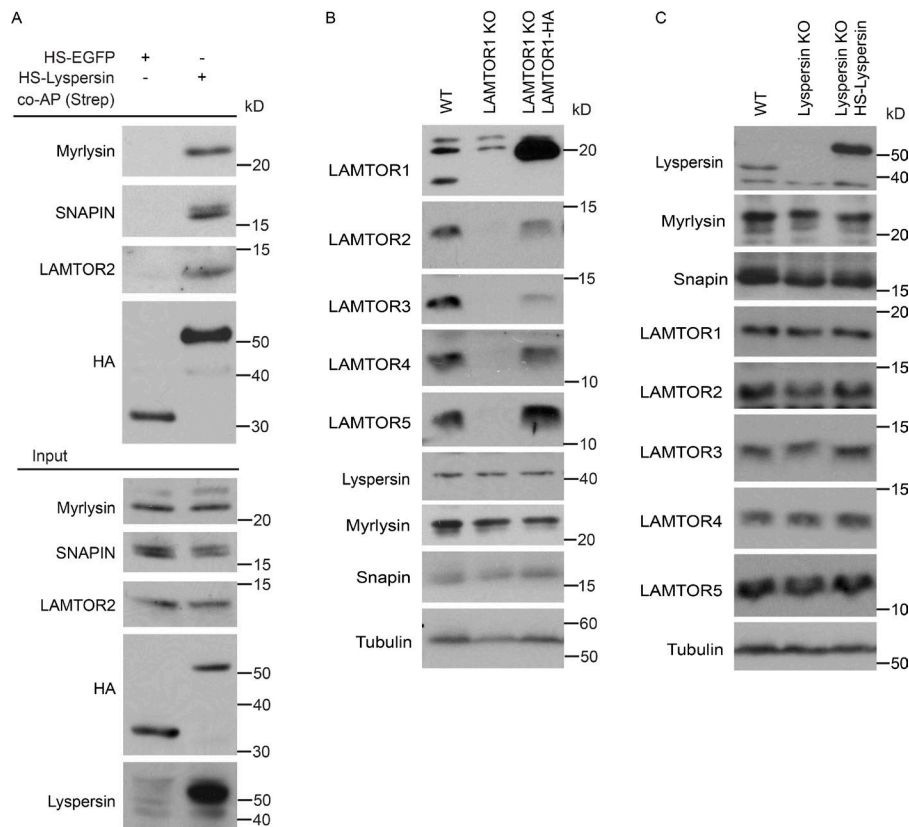 A
HS-EGFP + -
HS-Lyspersin - +
co-AP (Strep) kD
Myrlysin
20
SNAPIN
15
15
LAMTOR2
HA
50
40
30
Input
Myrlysin
20
SNAPIN
15
15
LAMTOR2
HA
50
40
30
Lyspersin
50
40
B
WT
LAMTOR1 KO
LAMTOR1 KO
LAMTOR1-HA
kD
LAMTOR1
20
15
LAMTOR2
15
LAMTOR3
LAMTOR4
10
LAMTOR5
10
Lyspersin
40
Myrlysin
20
Snapin
15
60
Tubulin
50
C
WT
Lyspersin KO
Lyspersin KO
HS-Lyspersin
kD
Lyspersin
50
40
Myrlysin
20
Snapin
15
20
LAMTOR1
15
LAMTOR2
15
LAMTOR3
15
LAMTOR4
LAMTOR5
10
Tubulin
50